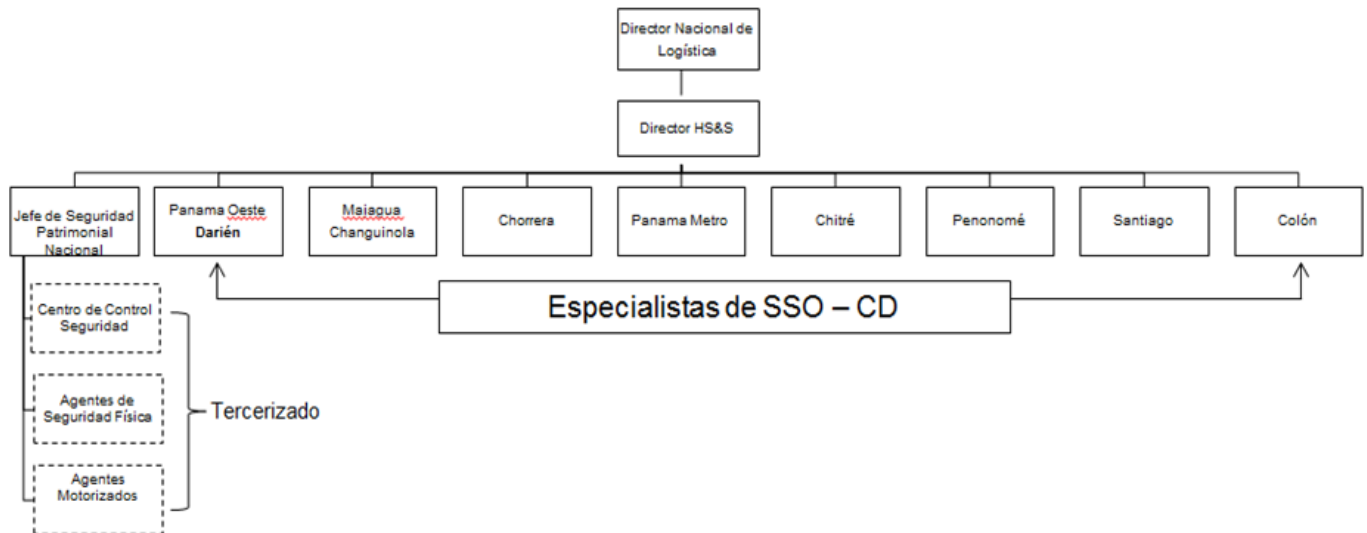 Director Nacional de
Logística
Director HS&S
Jefe de Seguridad
Patrimonial
Nacional
Panama Oeste
Darién
Majagua
Changuinola
Chorrera
Panama Metro
Chitré
Penonomé
Santiago
Colón
Especialistas de SSO – CD
Centro de Control
Seguridad
Agentes de
Seguridad Física
Tercerizado
Agentes
Motorizados